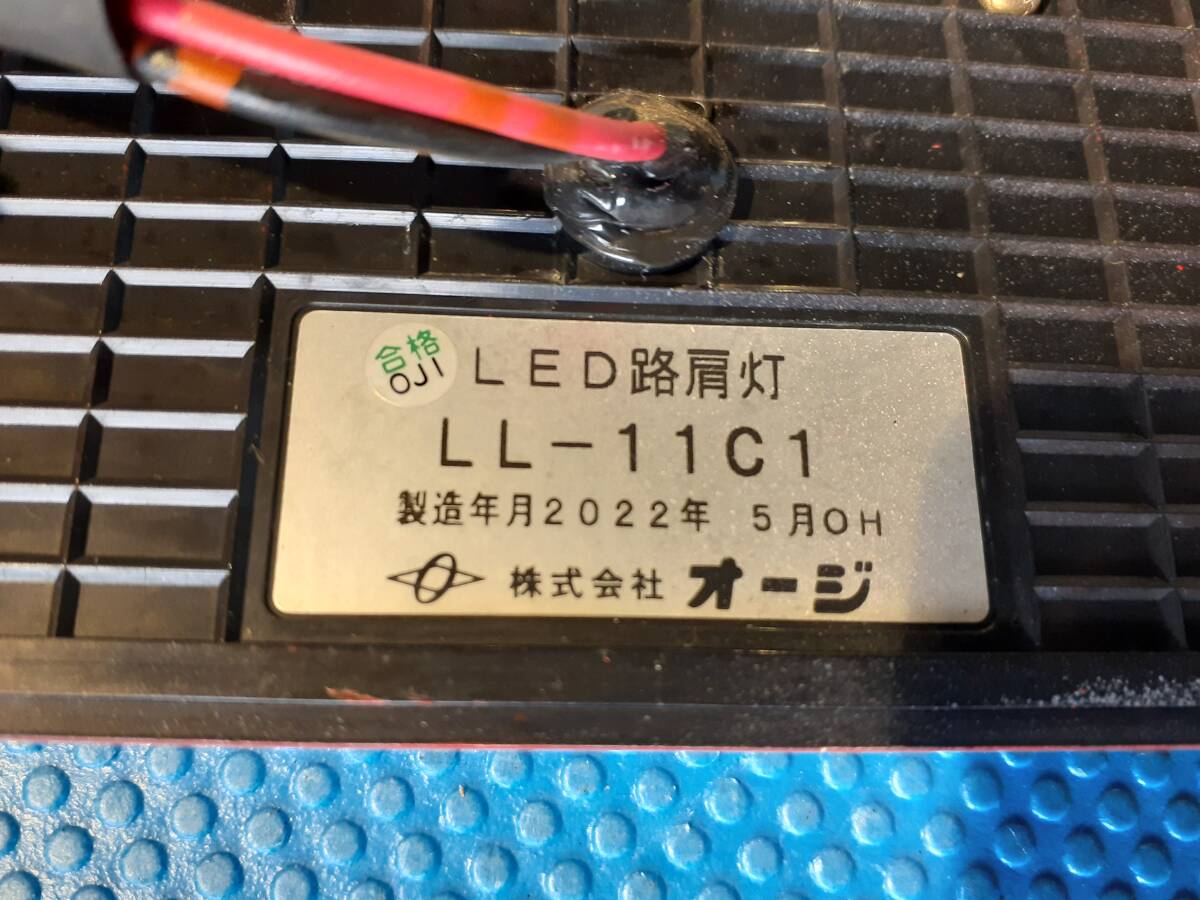 合格
OJI
LED路肩灯
LL-11C1
製造年月2022年 5月OH
株式会社 オージ